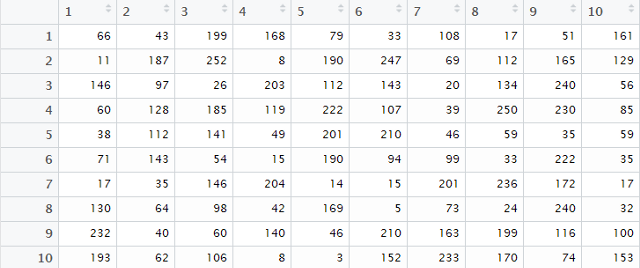 1 2 3 4 5 6 7 8 9 10
1 66 43 199 168 79 33 108 17 51 161
2 11 187 252 8 190 247 69 112 165 129
3 146 97 26 203 112 143 20 134 240 56
4 60 128 185 119 222 107 39 250 230 85
5 38 112 141 49 201 210 46 59 35 59
6 71 143 54 15 190 94 99 33 222 35
7 17 35 146 204 14 15 201 236 172 17
8 130 64 98 42 169 5 73 24 240 32
9 232 40 60 140 46 210 163 199 116 100
10 193 62 106 8 3 152 233 170 74 153